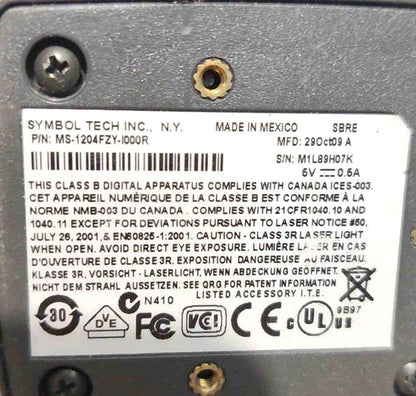 SYMBOL TECH INC., N.Y. MADE IN MEXICO SBRE
P/N: MS-1204FZY-I000R MFD: 29Oct09 A
S/N: M1L89H07K
5V ⎓ 0.5A
THIS CLASS B DIGITAL APPARATUS COMPLIES WITH CANADA ICES-003.
CET APPAREIL NUMÉRIQUE DE LA CLASSE B EST CONFORME À LA
NORME NMB-003 DU CANADA. COMPLIES WITH 21CFR1040.10 AND
1040.11 EXCEPT FOR DEVIATIONS PURSUANT TO LASER NOTICE #50,
JULY 26, 2001, & EN60825-1:2001. CAUTION - CLASS 3R LASER LIGHT
WHEN OPEN. AVOID DIRECT EYE EXPOSURE. LUMIÈRE EN CAS
D'OUVERTURE DE CLASSE 3R. EXPOSITION DANGEREUSE AU FAISCEAU.
KLASSE 3R, VORSICHT - LASERLICHT, WENN ABDECKUNG GEÖFFNET.
NICHT DEM STRAHL AUSSETZEN. SEE QRG FOR PATENT INFORMATION
LISTED ACCESSORY I.T.E.
30 DVE N410 FC VCI CE c UL us 9B97